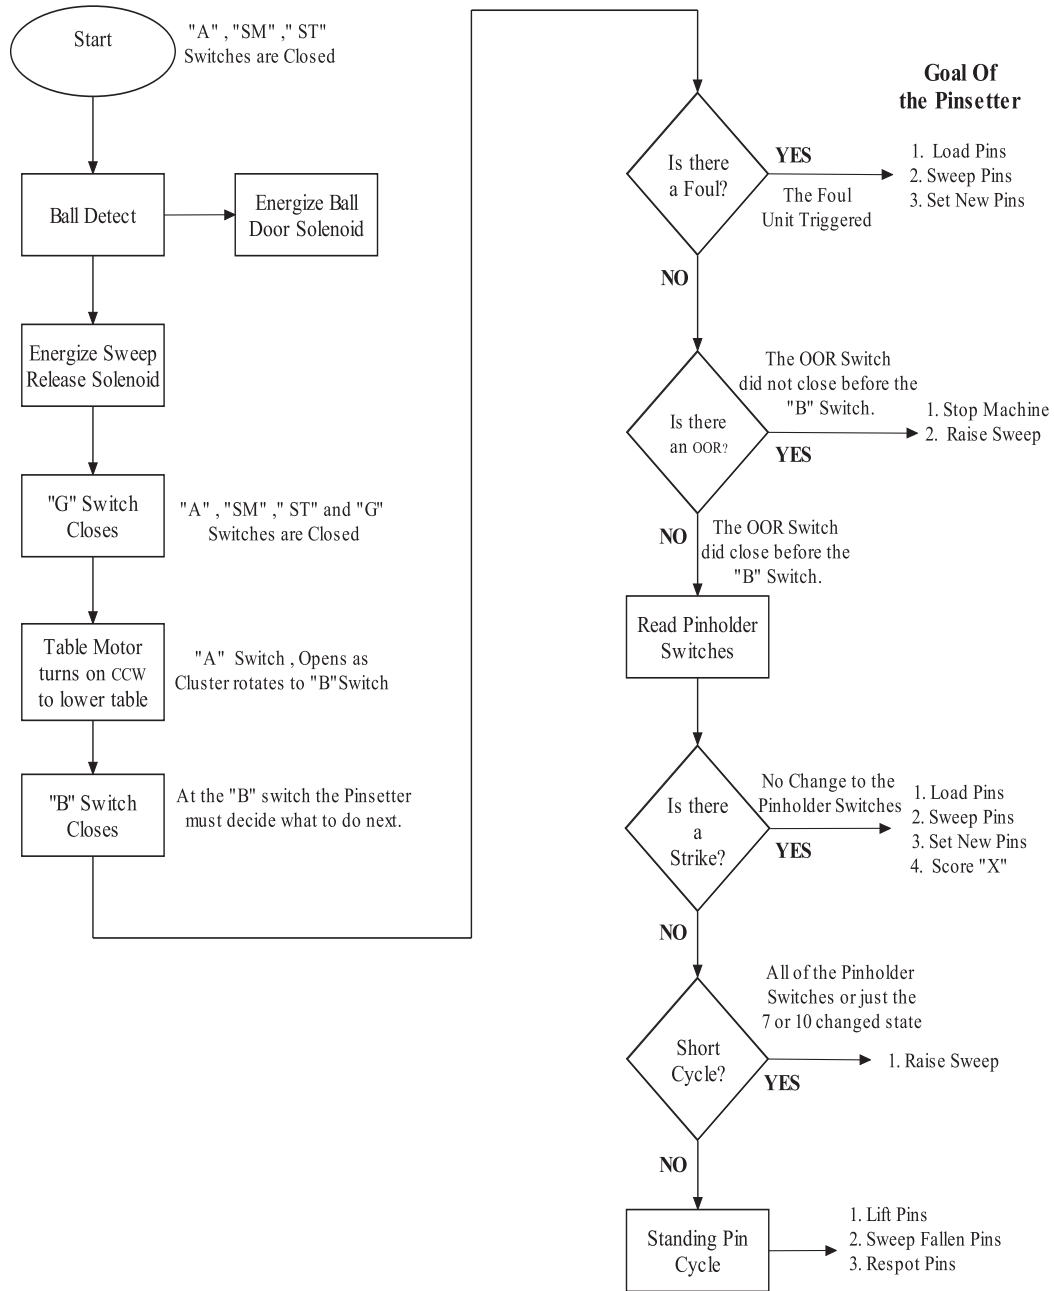 Start
"A" , "SM" ," ST"
Switches are Closed
Ball Detect
Energize Ball
Door Solenoid
Energize Sweep
Release Solenoid
"G" Switch
Closes
"A" , "SM" ," ST" and "G"
Switches are Closed
Table Motor
turns on CCW
to lower table
"A" Switch , Opens as
Cluster rotates to "B"Switch
"B" Switch
Closes
At the "B" switch the Pinsetter
must decide what to do next.
Goal Of
the Pinsetter
Is there
a Foul?
YES
The Foul
Unit Triggered
1. Load Pins
2. Sweep Pins
3. Set New Pins
NO
Is there
an OOR?
The OOR Switch
did not close before the
"B" Switch.
YES
1. Stop Machine
2. Raise Sweep
NO
The OOR Switch
did close before the
"B" Switch.
Read Pinholder
Switches
Is there
a
Strike?
No Change to the
Pinholder Switches
YES
1. Load Pins
2. Sweep Pins
3. Set New Pins
4. Score "X"
NO
Short
Cycle?
All of the Pinholder
Switches or just the
7 or 10 changed state
YES
1. Raise Sweep
NO
Standing Pin
Cycle
1. Lift Pins
2. Sweep Fallen Pins
3. Respot Pins